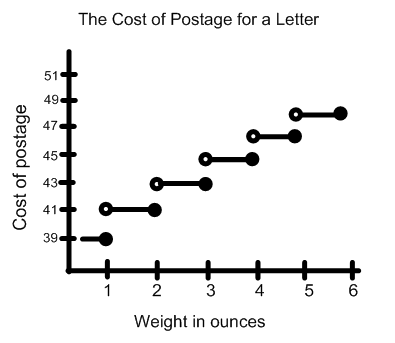 The Cost of Postage for a Letter
Cost of postage
51
49
47
45
43
41
39
1 2 3 4 5 6
Weight in ounces